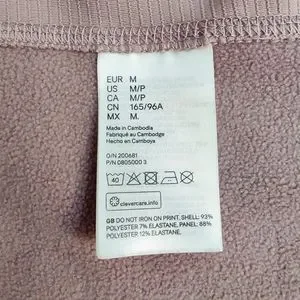 EUR M
US M/P
CA M/P
CN 165/96A
MX M.
Made in Cambodia
Fabriqué au Cambodge
Hecho en Camboya
O/N 200681
P/N 0805000 3
40
clevercare.info
GB DO NOT IRON ON PRINT. SHELL: 93%
POLYESTER 7% ELASTANE, PANEL: 88%
POLYESTER 12% ELASTANE.